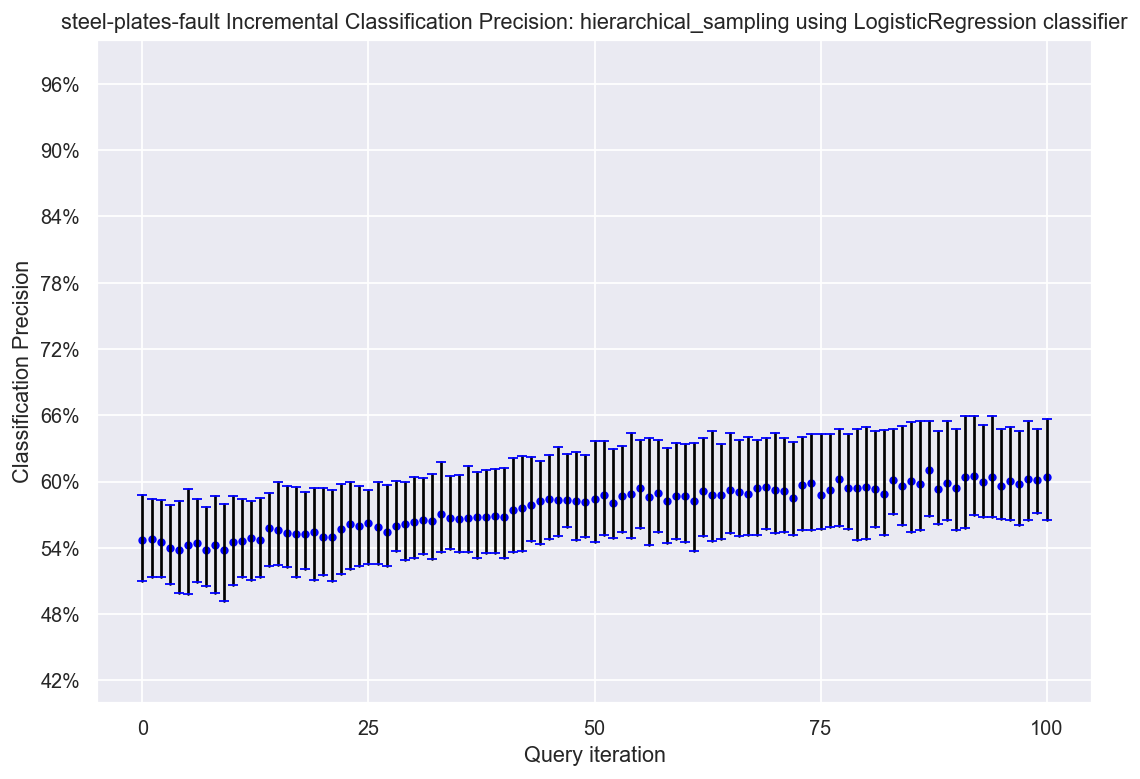 steel-plates-fault Incremental Classification Precision: hierarchical_sampling using LogisticRegression classifier
96%
90%
84%
78%
72%
66%
60%
54%
48%
42%
Classification Precision
0 25 50 75 100
Query iteration